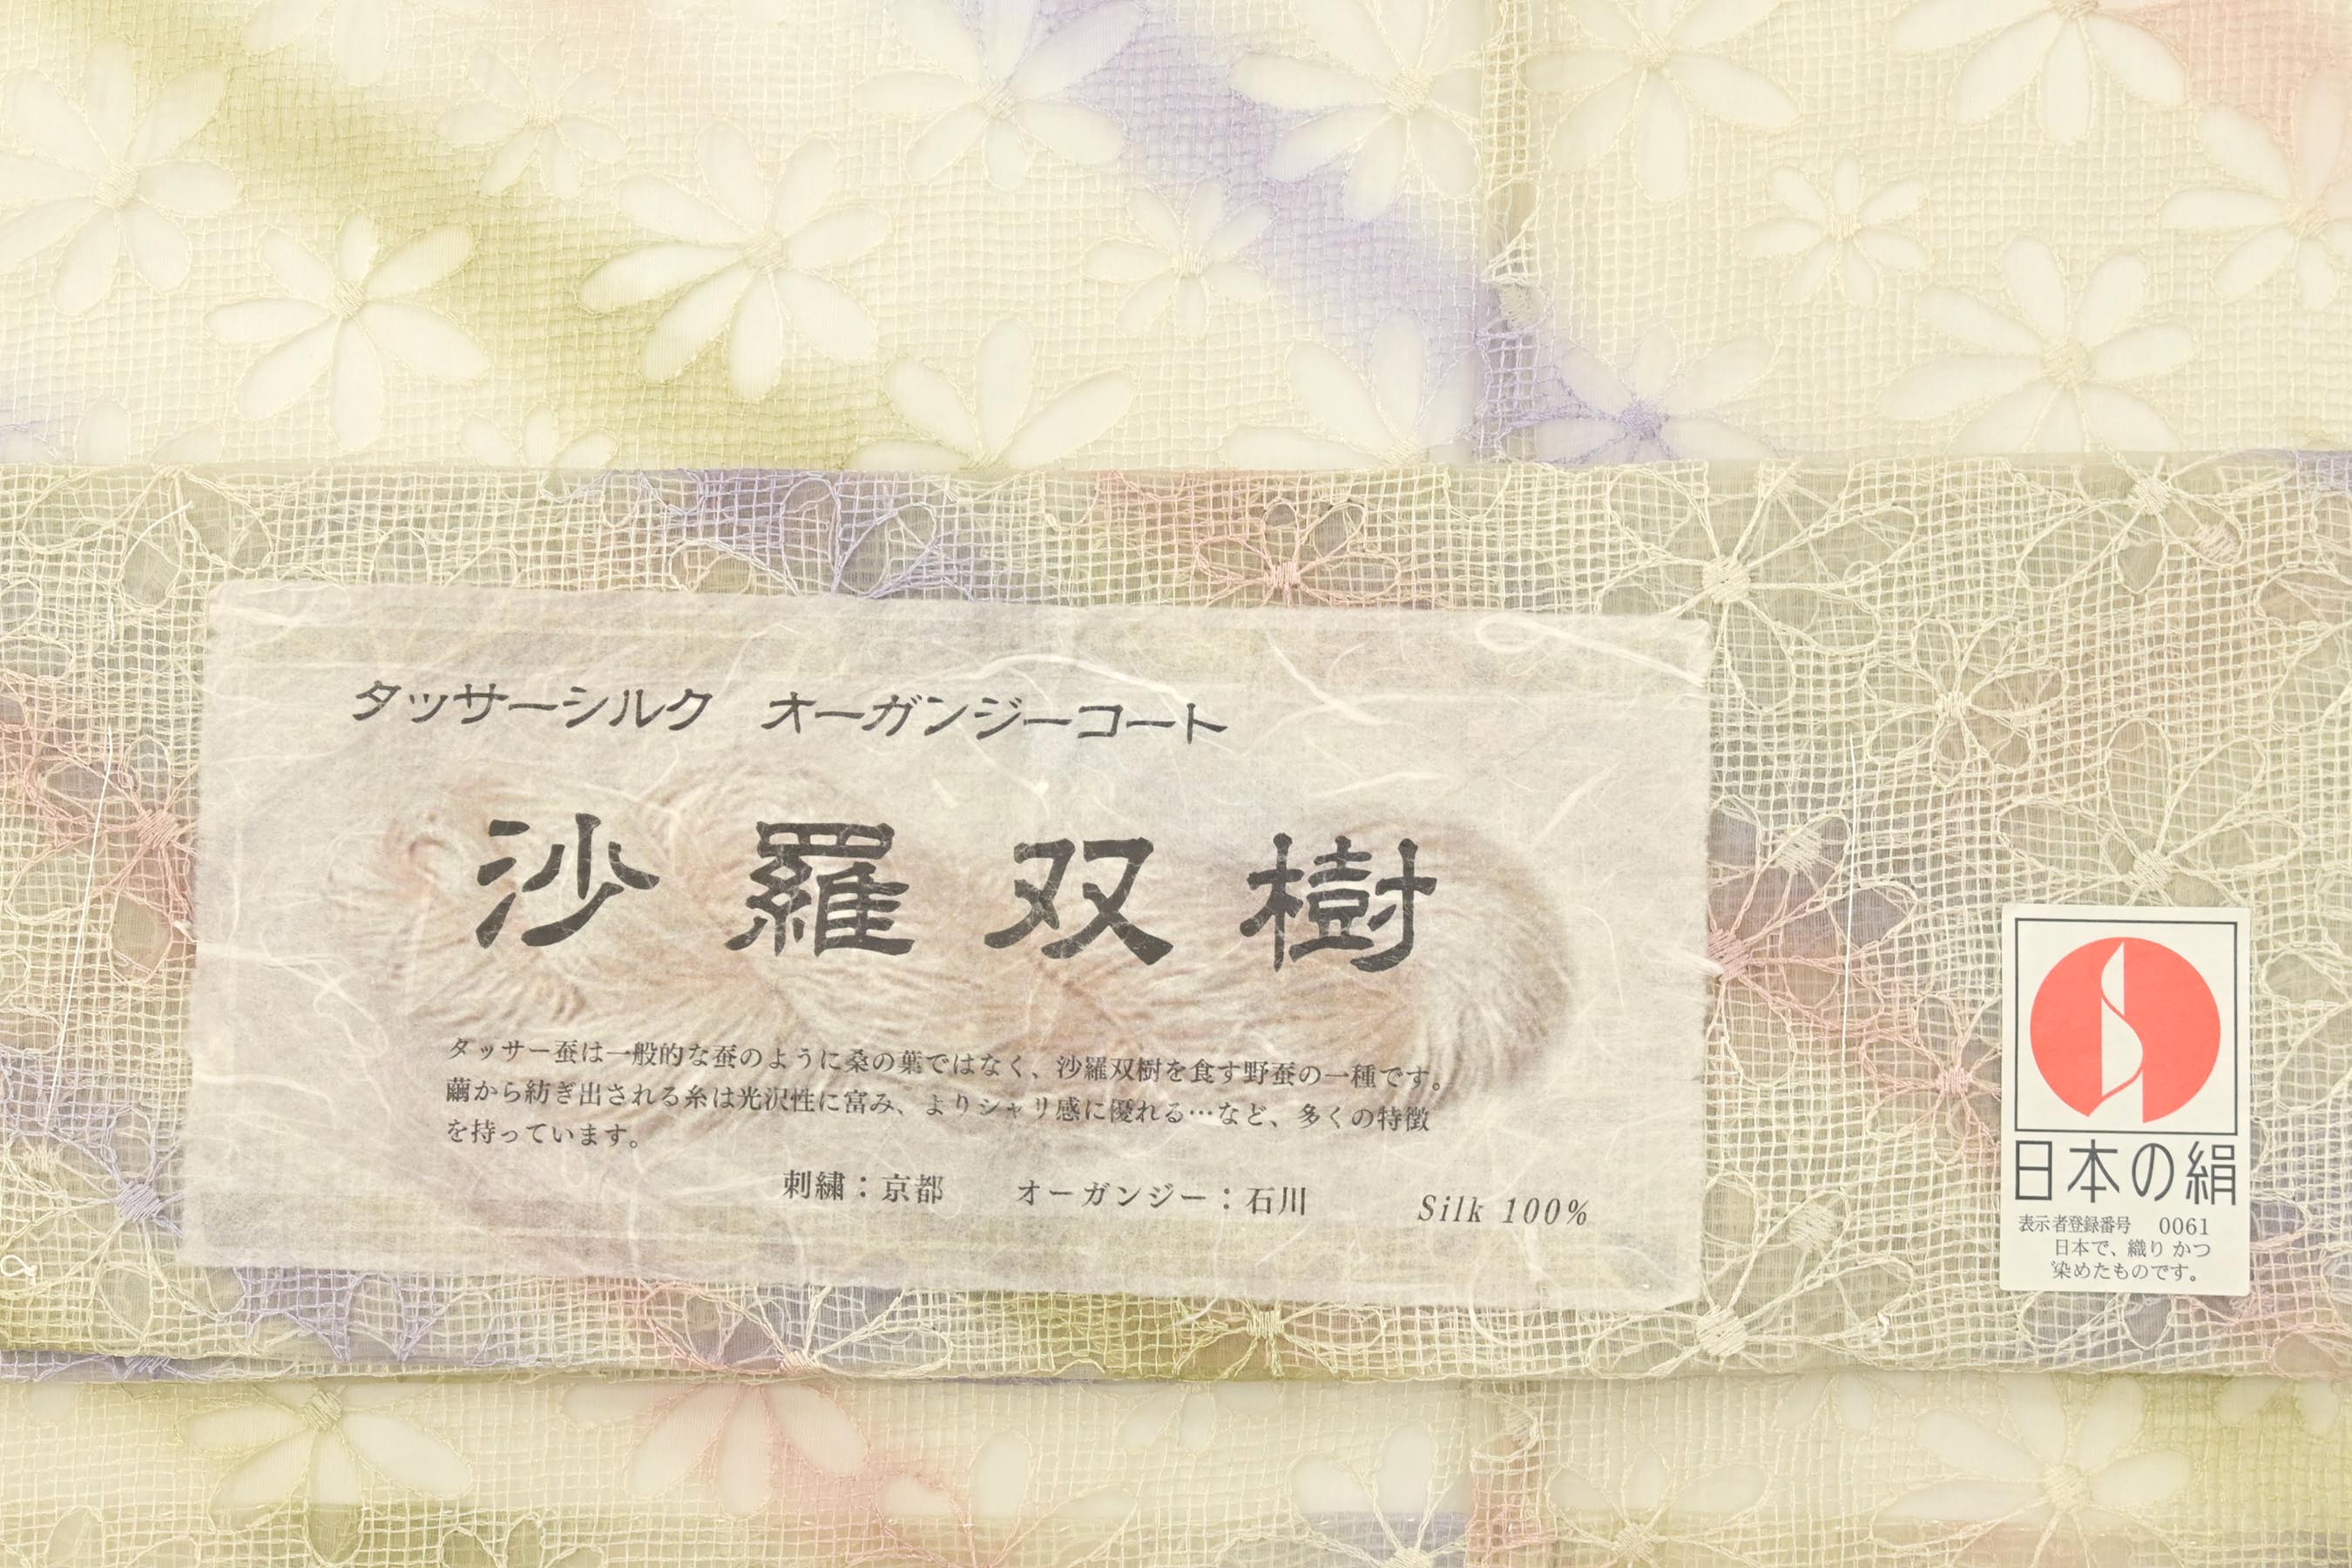 タッサーシルク　オーガンジーコート
沙羅双樹
タッサー蚕は一般的な蚕のように桑の葉ではなく、沙羅双樹を食す野蚕の一種です。
繭から紡ぎ出される糸は光沢性に富み、よりシャリ感に優れる…など、多くの特徴
を持っています。
刺繍：京都　オーガンジー：石川　Silk 100%
日本の絹
表示者登録番号　0061
日本で、織り かつ
染めたものです。